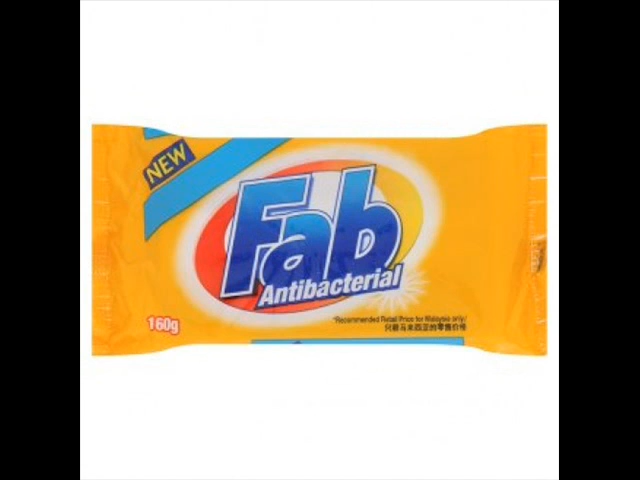 NEW
Fab
Antibacterial
160g
*Recommended Retail Price for Malaysia only/
只限马来西亚的零售价格